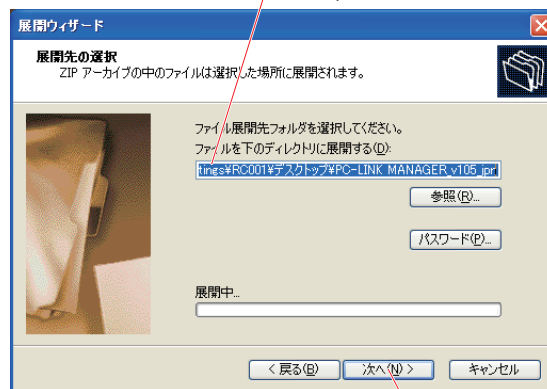 展開ウィザード
展開先の選択
ZIP アーカイブの中のファイルは選択した場所に展開されます。
ファイル展開先フォルダを選択してください。
ファイルを下のディレクトリに展開する(D):
tings¥RC001¥デスクトップ¥PC-LINK MANAGER_v105_jpn
参照(R)...
パスワード(P)...
展開中...
< 戻る(B)
次へ(N) >
キャンセル